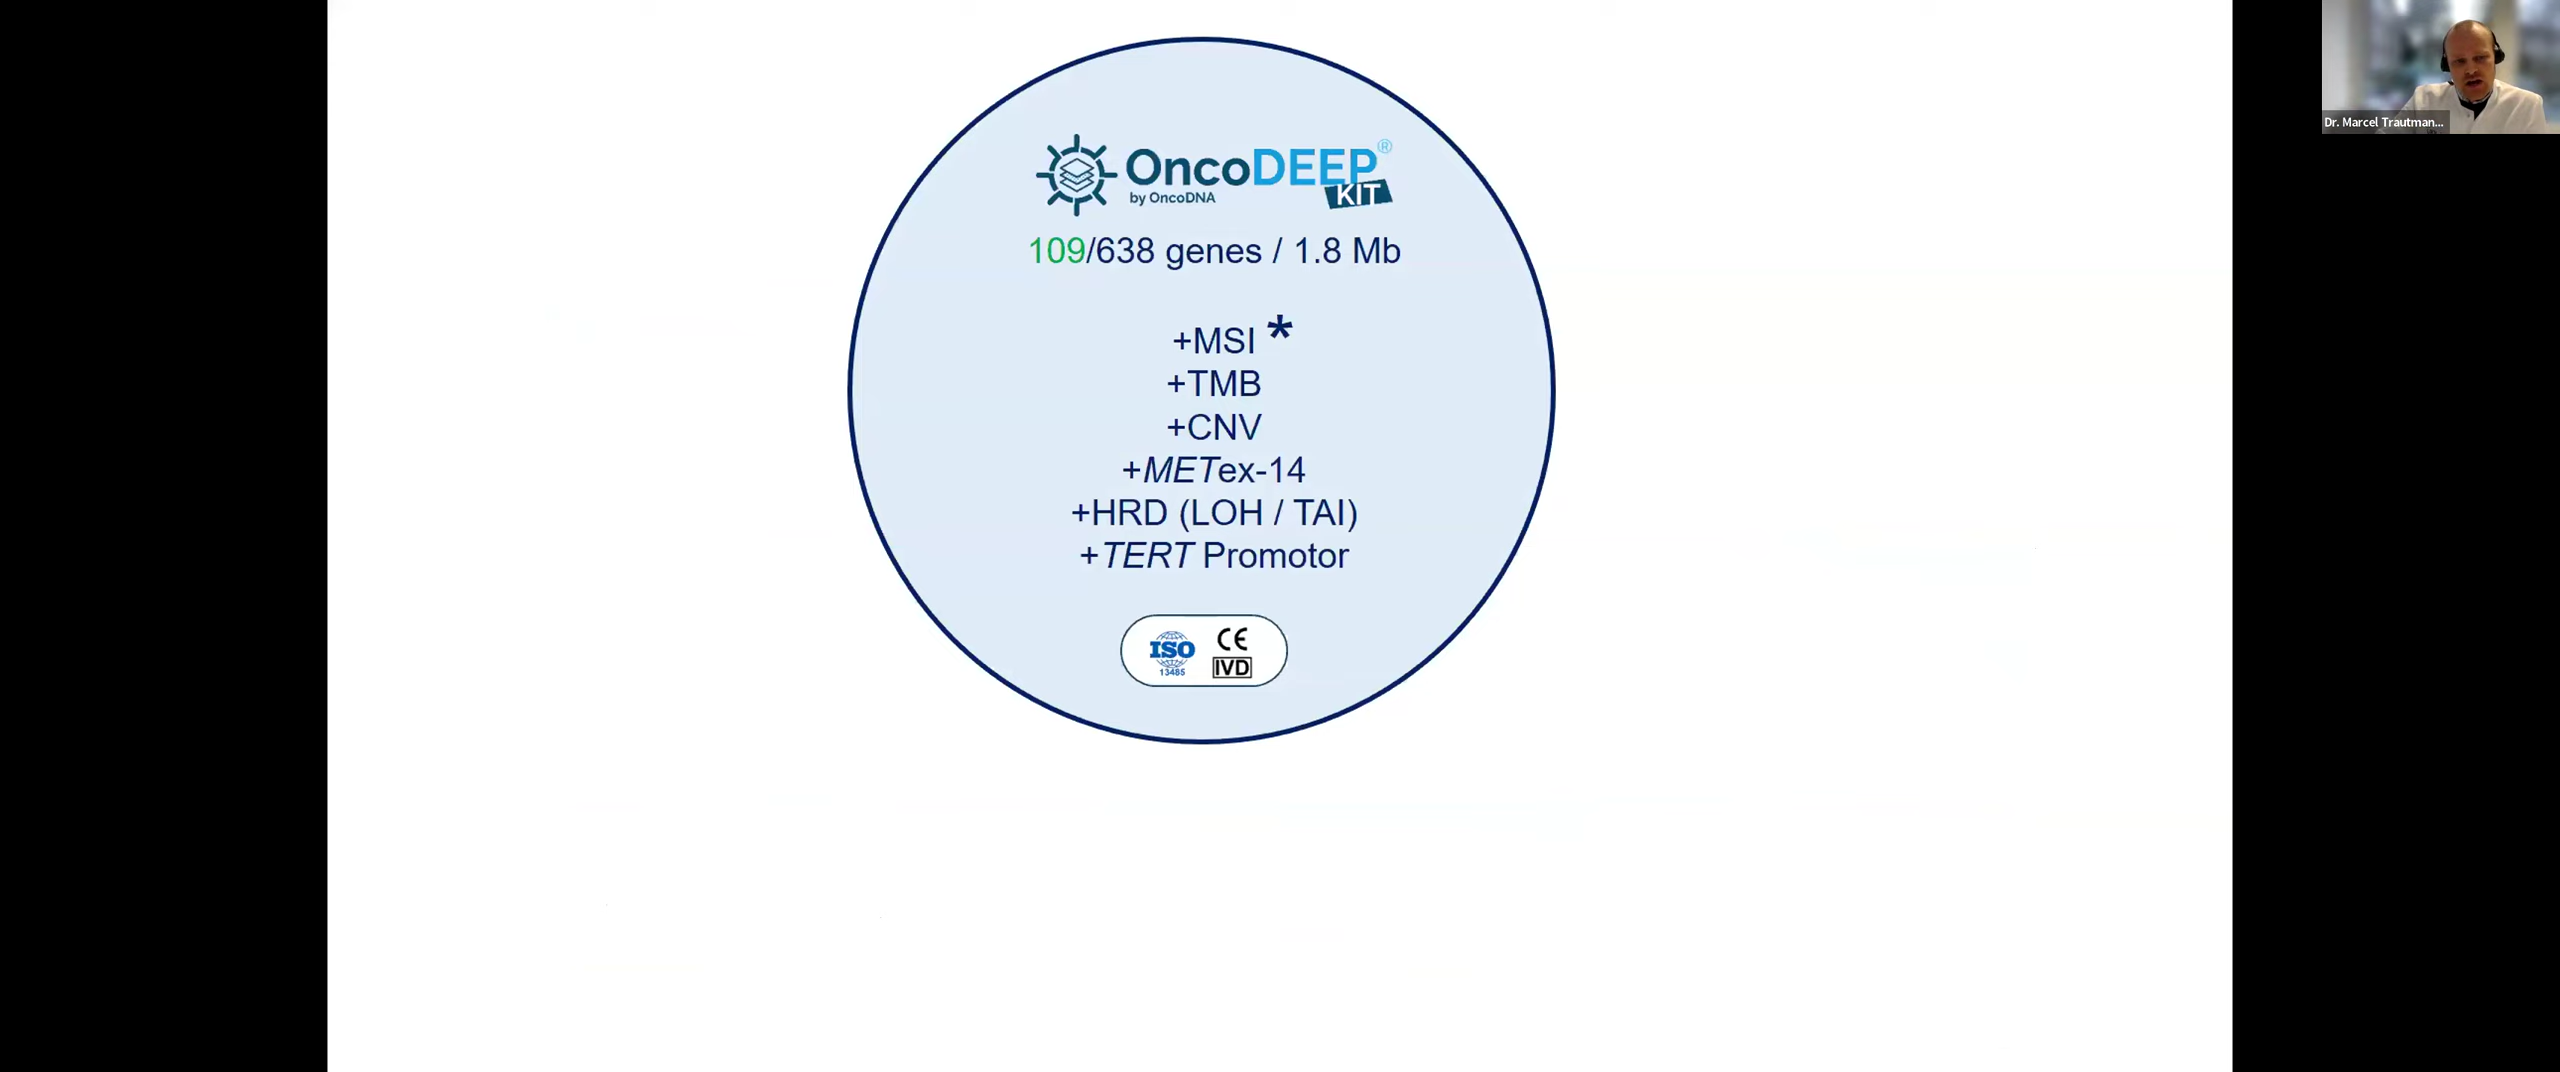 OncoDEEP®
by OncoDNA
KIT
109/638 genes / 1.8 Mb
+MSI *
+TMB
+CNV
+METex-14
+HRD (LOH / TAI)
+TERT Promotor
ISO
13485
CE
IVD
Dr. Marcel Trautman...